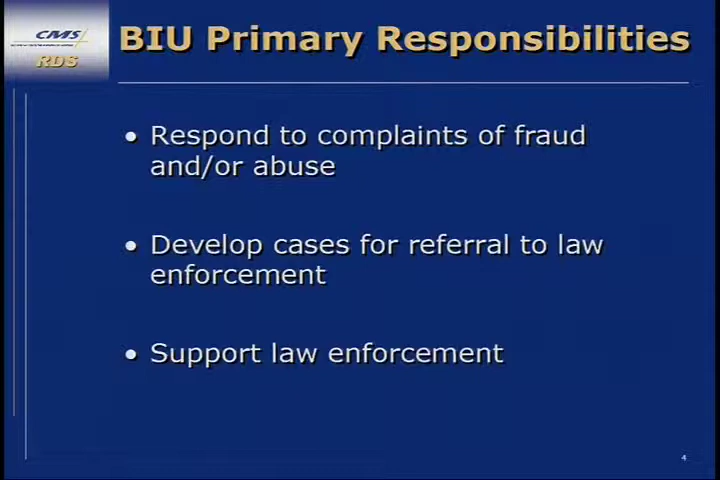 CMS
RDS
BIU Primary Responsibilities
• Respond to complaints of fraud
and/or abuse
• Develop cases for referral to law
enforcement
• Support law enforcement
4